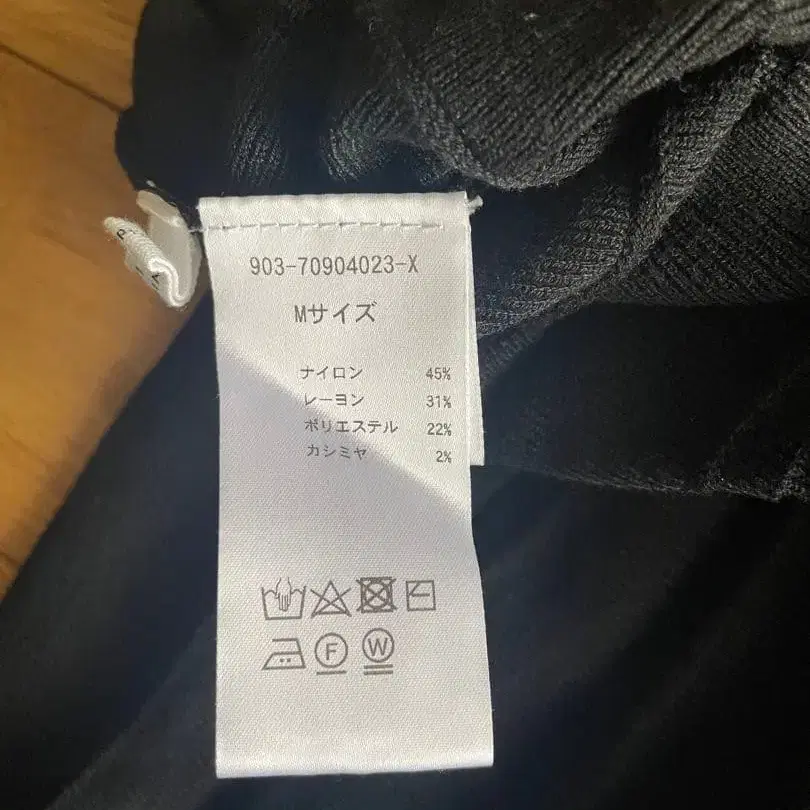 903-70904023-X
Mサイズ
ナイロン 45%
レーヨン 31%
ポリエステル 22%
カシミヤ 2%
F W